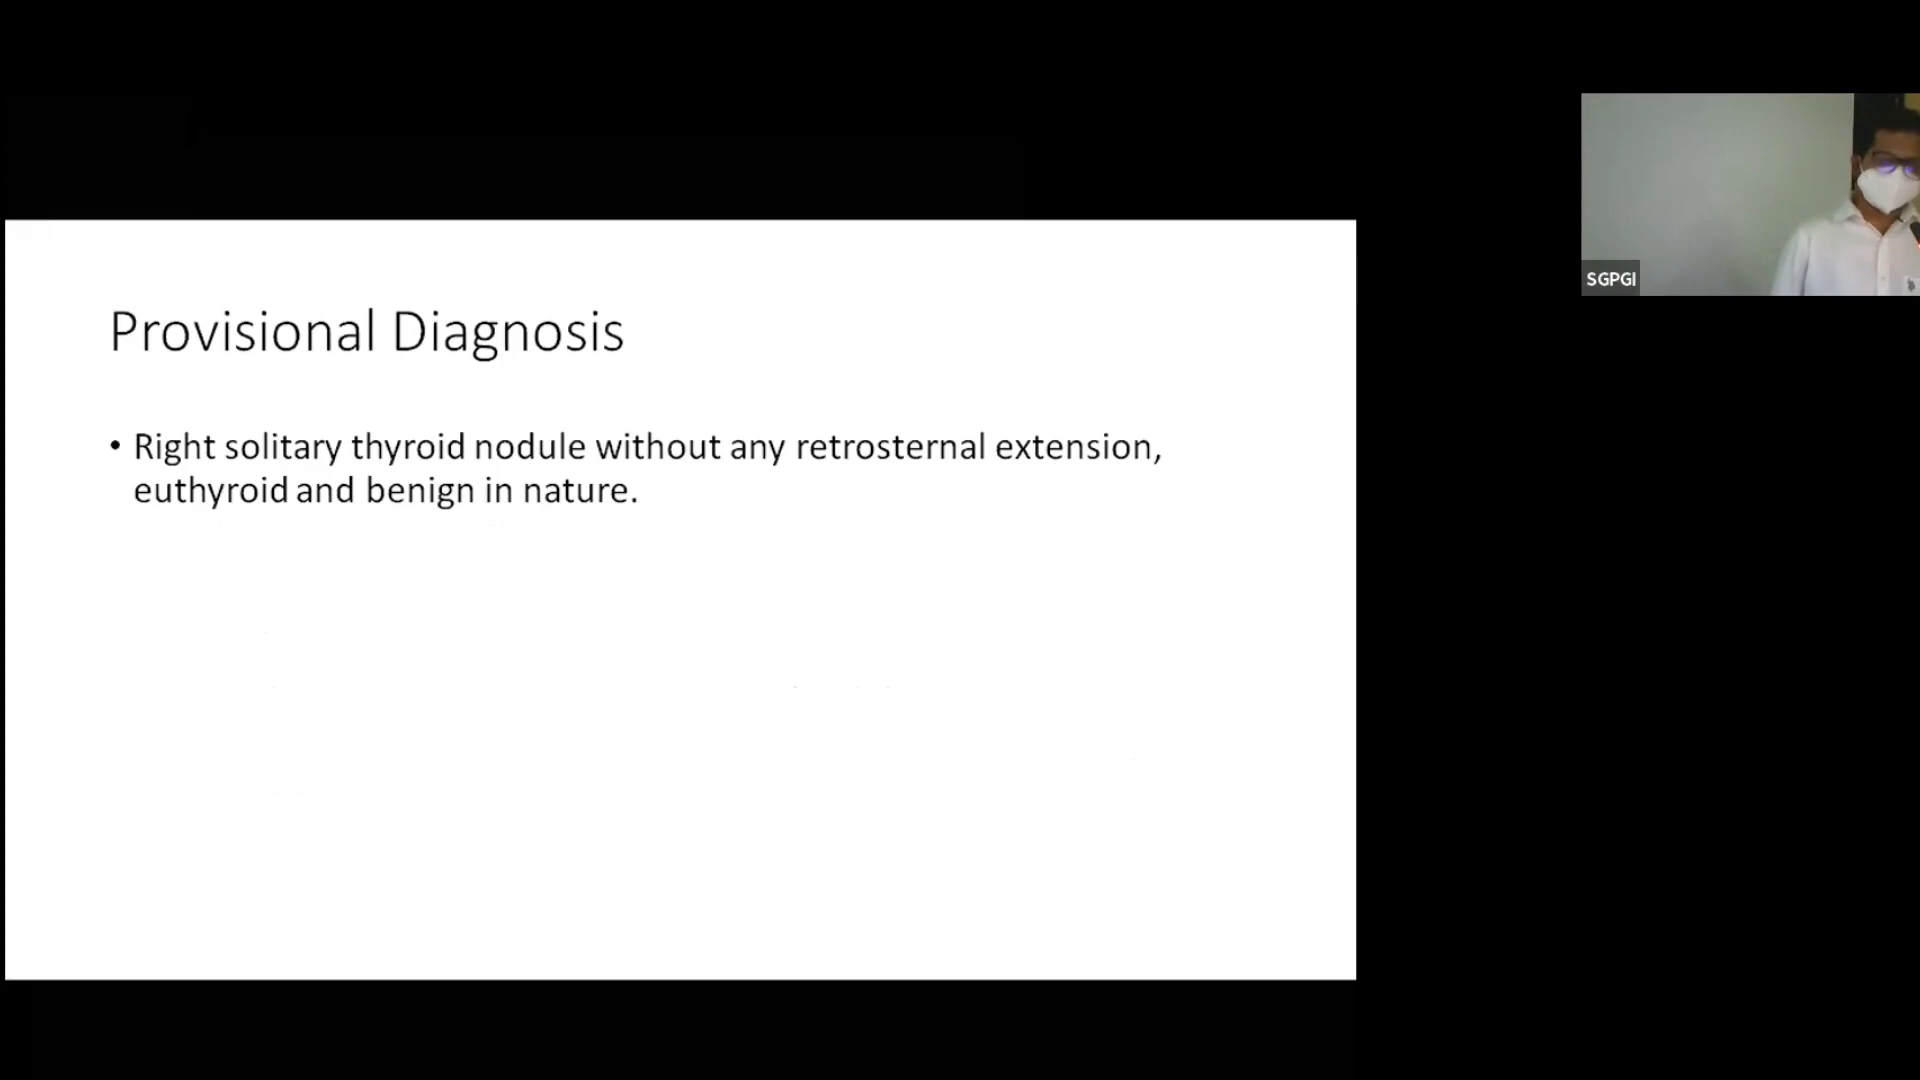 Provisional Diagnosis
• Right solitary thyroid nodule without any retrosternal extension,
euthyroid and benign in nature.
SGPGI